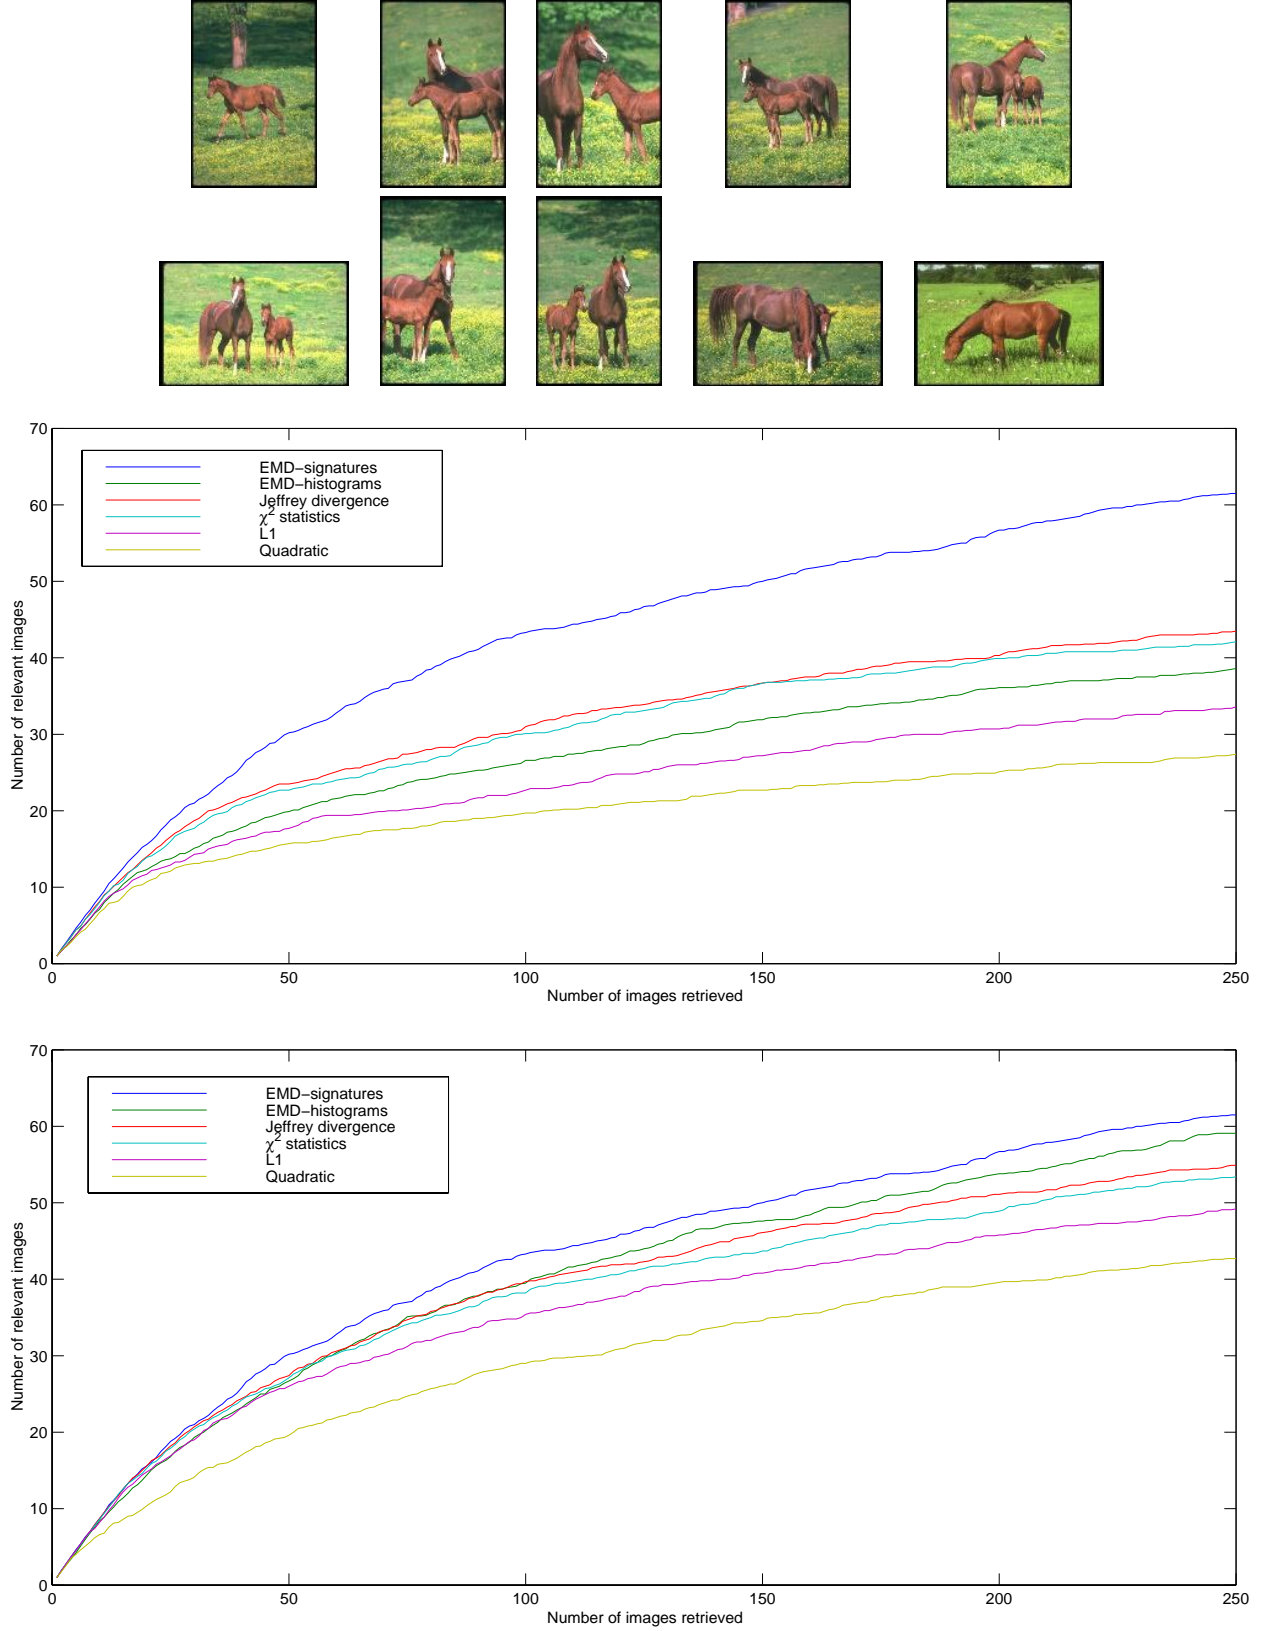 70
60
50
40
30
20
10
0
Number of relevant images
EMD−signatures
EMD−histograms
Jeffrey divergence
χ2 statistics
L1
Quadratic
0 50 100 150 200 250
Number of images retrieved
70
60
50
40
30
20
10
0
Number of relevant images
EMD−signatures
EMD−histograms
Jeffrey divergence
χ2 statistics
L1
Quadratic
0 50 100 150 200 250
Number of images retrieved